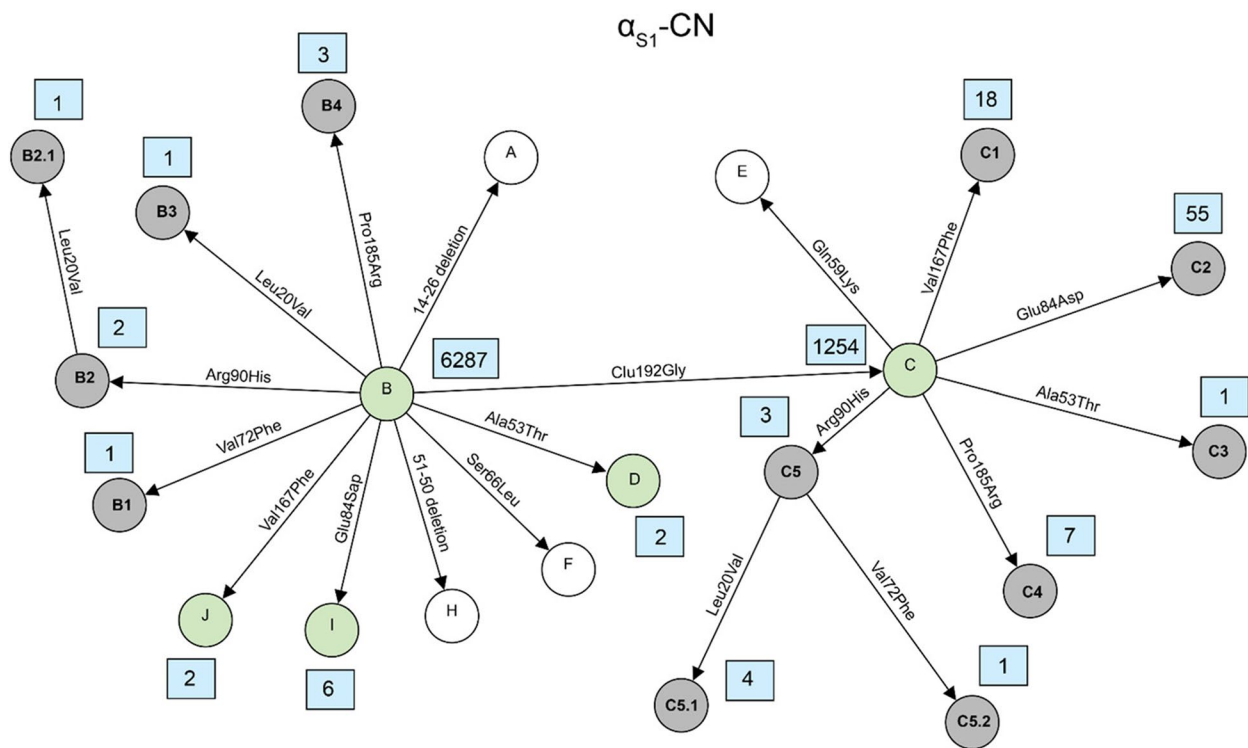 αS1-CN
3
1
B4
18
B2.1
1
A
C1
B3
E
55
Pro185Arg
14-26 deletion
Gln59Lys
Val167Phe
C2
Leu20Val
Leu20Val
Glu84Asp
2
6287
1254
B2
Arg90His
B
Clu192Gly
C
1
Val72Phe
Ala53Thr
3
Arg90His
Ala53Thr
1
C3
B1
Val167Phe
Glu84Sap
51-50 deletion
Ser66Leu
D
C5
Pro185Arg
2
7
F
Leu20Val
Val72Phe
C4
J
I
H
2
6
4
1
C5.1
C5.2